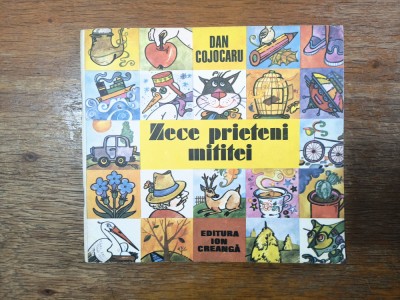 DAN
COJOCARU
Zece prieteni
mititei
EDITURA
ION
CREANGĂ